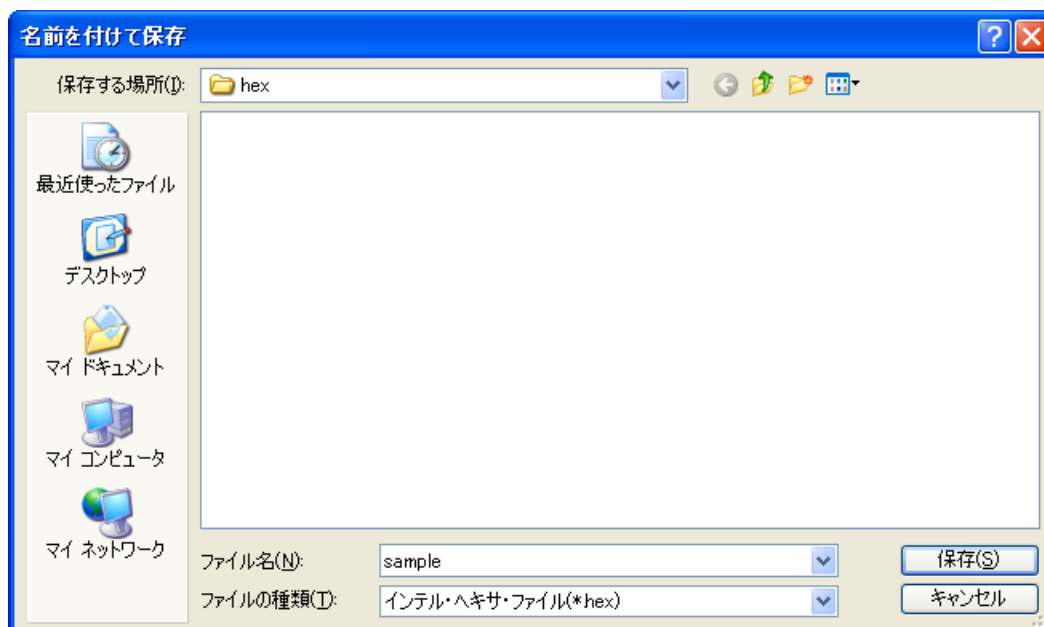 名前を付けて保存
保存する場所(I): hex
最近使ったファイル
デスクトップ
マイ ドキュメント
マイ コンピュータ
マイ ネットワーク
ファイル名(N): sample 保存(S)
ファイルの種類(T): インテル・ヘキサ・ファイル(*.hex) キャンセル